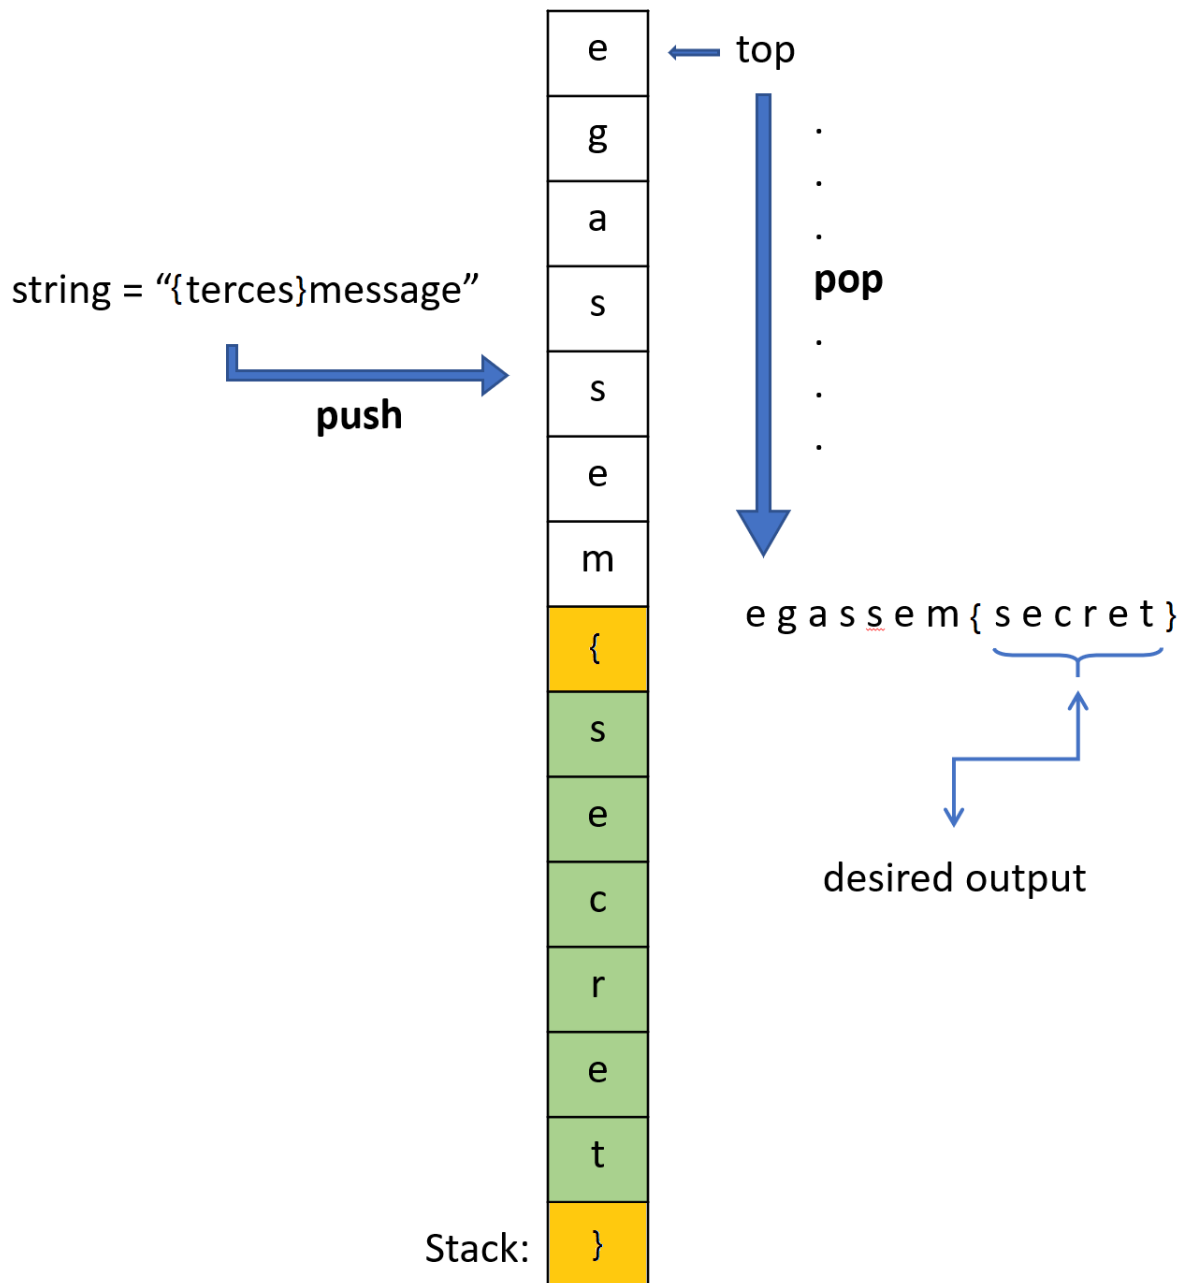 e
top
g
.
.
a
.
string = “{terces}message”
pop
s
.
s
.
push
.
e
m
e g a s s e m { s e c r e t }
{
s
e
desired output
c
r
e
t
Stack:
}